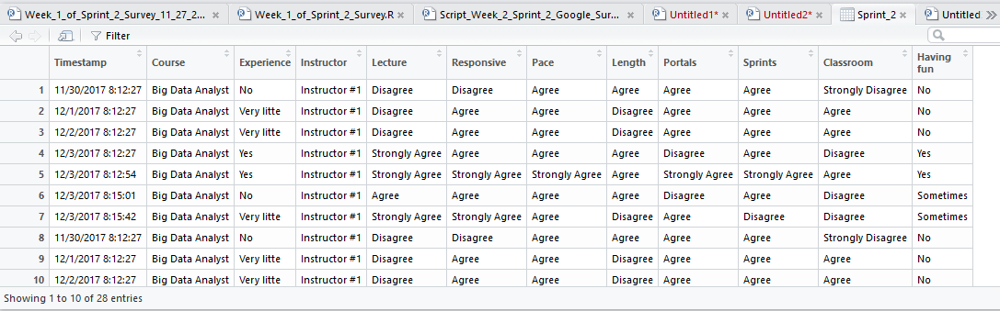 Week_1_of_Sprint_2_Survey_11_27_2... Week_1_of_Sprint_2_Survey.R Script_Week_2_Sprint_2_Google_Sur... Untitled1* Untitled2* Sprint_2 Untitled
Filter
Timestamp Course Experience Instructor Lecture Responsive Pace Length Portals Sprints Classroom Having fun
1 11/30/2017 8:12:27 Big Data Analyst No Instructor #1 Disagree Disagree Agree Agree Agree Agree Strongly Disagree No
2 12/1/2017 8:12:27 Big Data Analyst Very litte Instructor #1 Disagree Agree Agree Disagree Agree Agree Agree No
3 12/2/2017 8:12:27 Big Data Analyst Very litte Instructor #1 Disagree Agree Agree Disagree Agree Agree Agree No
4 12/3/2017 8:12:27 Big Data Analyst Yes Instructor #1 Strongly Agree Agree Agree Agree Disagree Agree Disagree Yes
5 12/3/2017 8:12:54 Big Data Analyst Yes Instructor #1 Strongly Agree Strongly Agree Strongly Agree Agree Strongly Agree Strongly Agree Agree Yes
6 12/3/2017 8:15:01 Big Data Analyst No Instructor #1 Agree Agree Agree Agree Disagree Agree Disagree Sometimes
7 12/3/2017 8:15:42 Big Data Analyst Very litte Instructor #1 Strongly Agree Strongly Agree Agree Disagree Agree Disagree Disagree Sometimes
8 11/30/2017 8:12:27 Big Data Analyst No Instructor #1 Disagree Disagree Agree Agree Agree Agree Strongly Disagree No
9 12/1/2017 8:12:27 Big Data Analyst Very litte Instructor #1 Disagree Agree Agree Disagree Agree Agree Agree No
10 12/2/2017 8:12:27 Big Data Analyst Very litte Instructor #1 Disagree Agree Agree Disagree Agree Agree Agree No
Showing 1 to 10 of 28 entries